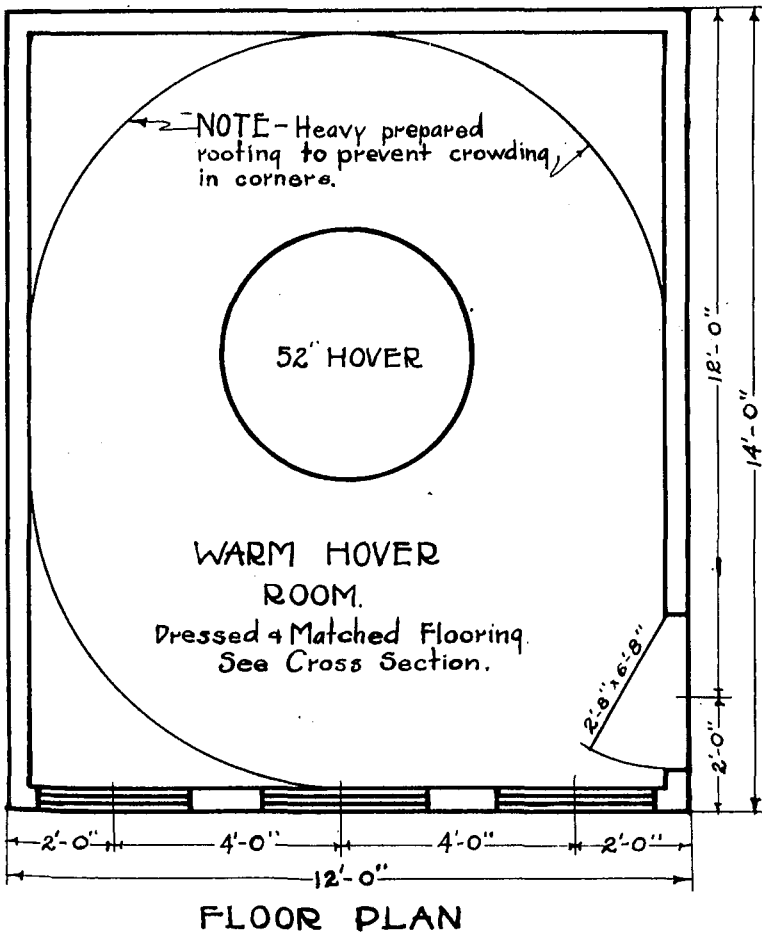 NOTE - Heavy prepared
roofing to prevent crowding
in corners.
52" HOVER
WARM HOVER
ROOM.
Dressed & Matched Flooring.
See Cross Section.
2'-8" x 6'-8"
12'-0"
14'-0"
2'-0"
2'-0" 4'-0" 4'-0" 2'-0"
12'-0"
FLOOR PLAN